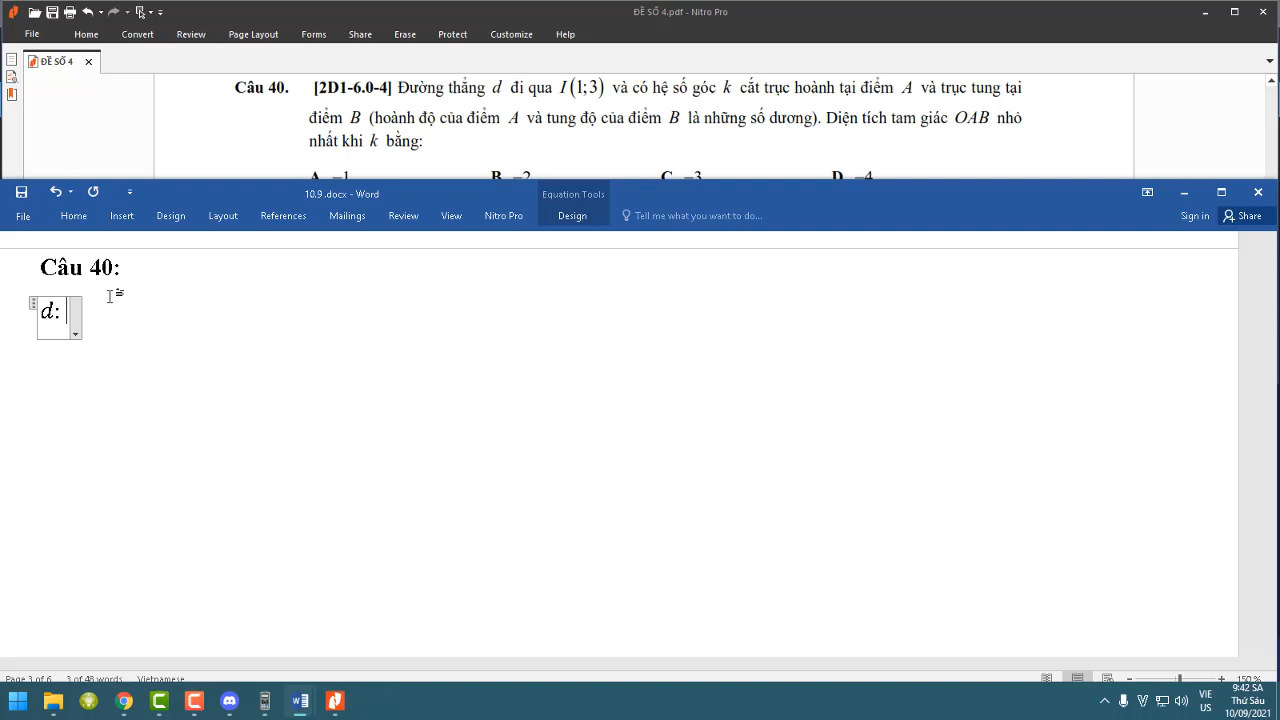 ĐỀ SỐ 4.pdf - Nitro Pro
File Home Convert Review Page Layout Forms Share Erase Protect Customize Help
ĐỀ SỐ 4
Câu 40. [2D1-6.0-4] Đường thẳng d đi qua I(1;3) và có hệ số góc k cắt trục hoành tại điểm A và trục tung tại
điểm B (hoành độ của điểm A và tung độ của điểm B là những số dương). Diện tích tam giác OAB nhỏ
nhất khi k bằng:
A. −1 B. −2 C. −3 D. −4
10.9.docx - Word Equation Tools
File Home Insert Design Layout References Mailings Review View Nitro Pro Design Tell me what you want to do... Sign in Share
Câu 40:
d:
Page 3 of 6 3 of 48 words Vietnamese 150 %
VIE 9:42 SA
Thứ Sáu
US 10/09/2021